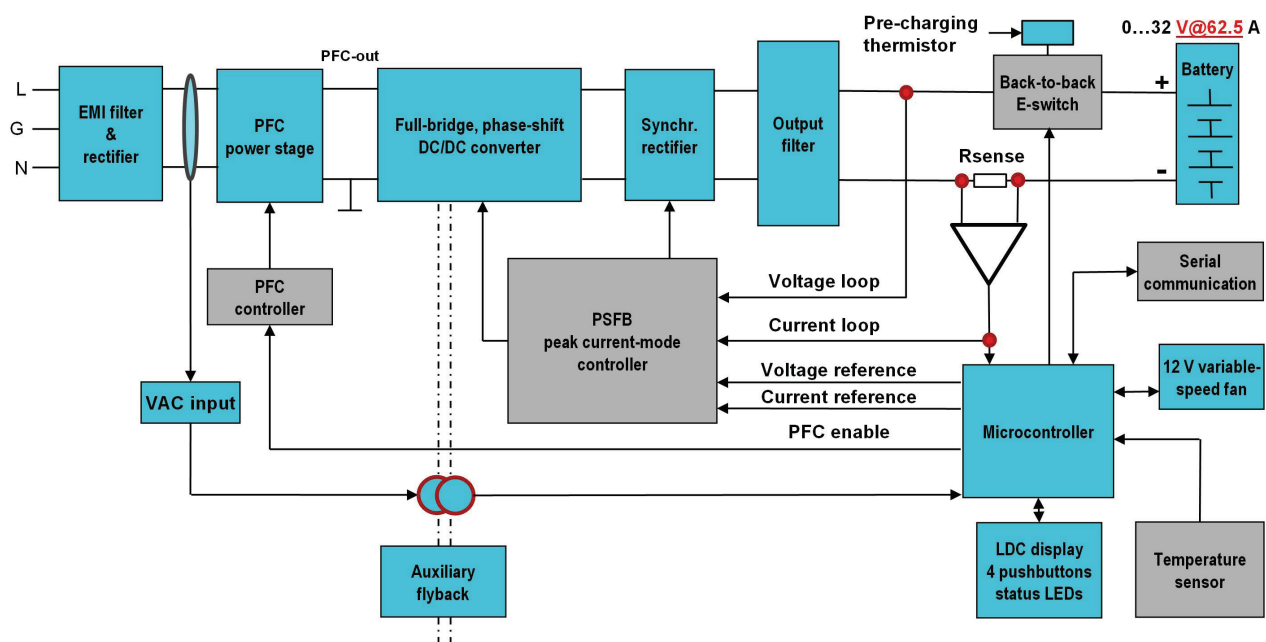 Pre-charging
thermistor
0…32 V@62.5 A
PFC-out
L
G
N
EMI filter
&
rectifier
PFC
power stage
Full-bridge, phase-shift
DC/DC converter
Synchr.
rectifier
Output
filter
Back-to-back
E-switch
+
-
Battery
Rsense
PFC
controller
PSFB
peak current-mode
controller
Voltage loop
Current loop
Voltage reference
Current reference
PFC enable
Serial
communication
12 V variable-
speed fan
Microcontroller
VAC input
Auxiliary
flyback
LDC display
4 pushbuttons
status LEDs
Temperature
sensor